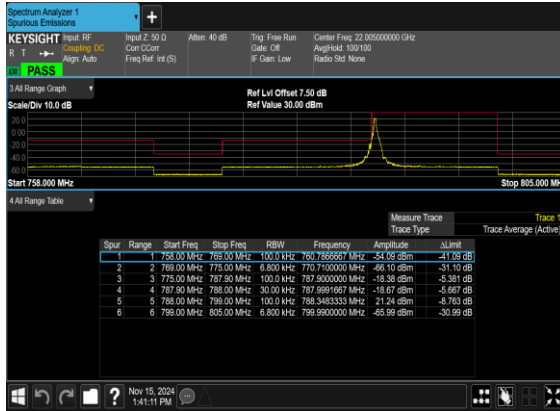 Spectrum Analyzer 1
Spurious Emissions
KEYSIGHT Input: RF Input Z: 50 Ω Atten: 40 dB Trig: Free Run Center Freq: 22.005000000 GHz
R T Coupling: DC Corr CCorr Gate: Off Avg|Hold: 100/100
Align: Auto Freq Ref: Int (S) IF Gain: Low Radio Std: None
PASS
3 All Range Graph
Ref Lvl Offset 7.50 dB
Scale/Div 10.0 dB Ref Value 30.00 dBm
20.0
0.00
-20.0
-40.0
-60.0
Start 758.000 MHz Stop 805.000 MH
4 All Range Table
Measure Trace Trace 1
Trace Type Trace Average (Active)
Spur Range Start Freq Stop Freq RBW Frequency Amplitude ΔLimit
1 1 758.00 MHz 769.00 MHz 100.0 kHz 760.7866667 MHz -54.09 dBm -41.09 dB
2 2 769.00 MHz 775.00 MHz 6.800 kHz 770.7100000 MHz -66.10 dBm -31.10 dB
3 3 775.00 MHz 787.90 MHz 100.0 kHz 787.9000000 MHz -18.38 dBm -5.381 dB
4 4 787.90 MHz 788.00 MHz 30.00 kHz 787.9991667 MHz -18.67 dBm -5.667 dB
5 5 788.00 MHz 799.00 MHz 100.0 kHz 788.3483333 MHz 21.24 dBm -8.763 dB
6 6 799.00 MHz 805.00 MHz 6.800 kHz 799.9900000 MHz -65.99 dBm -30.99 dB
Nov 15, 2024
1:41:11 PM